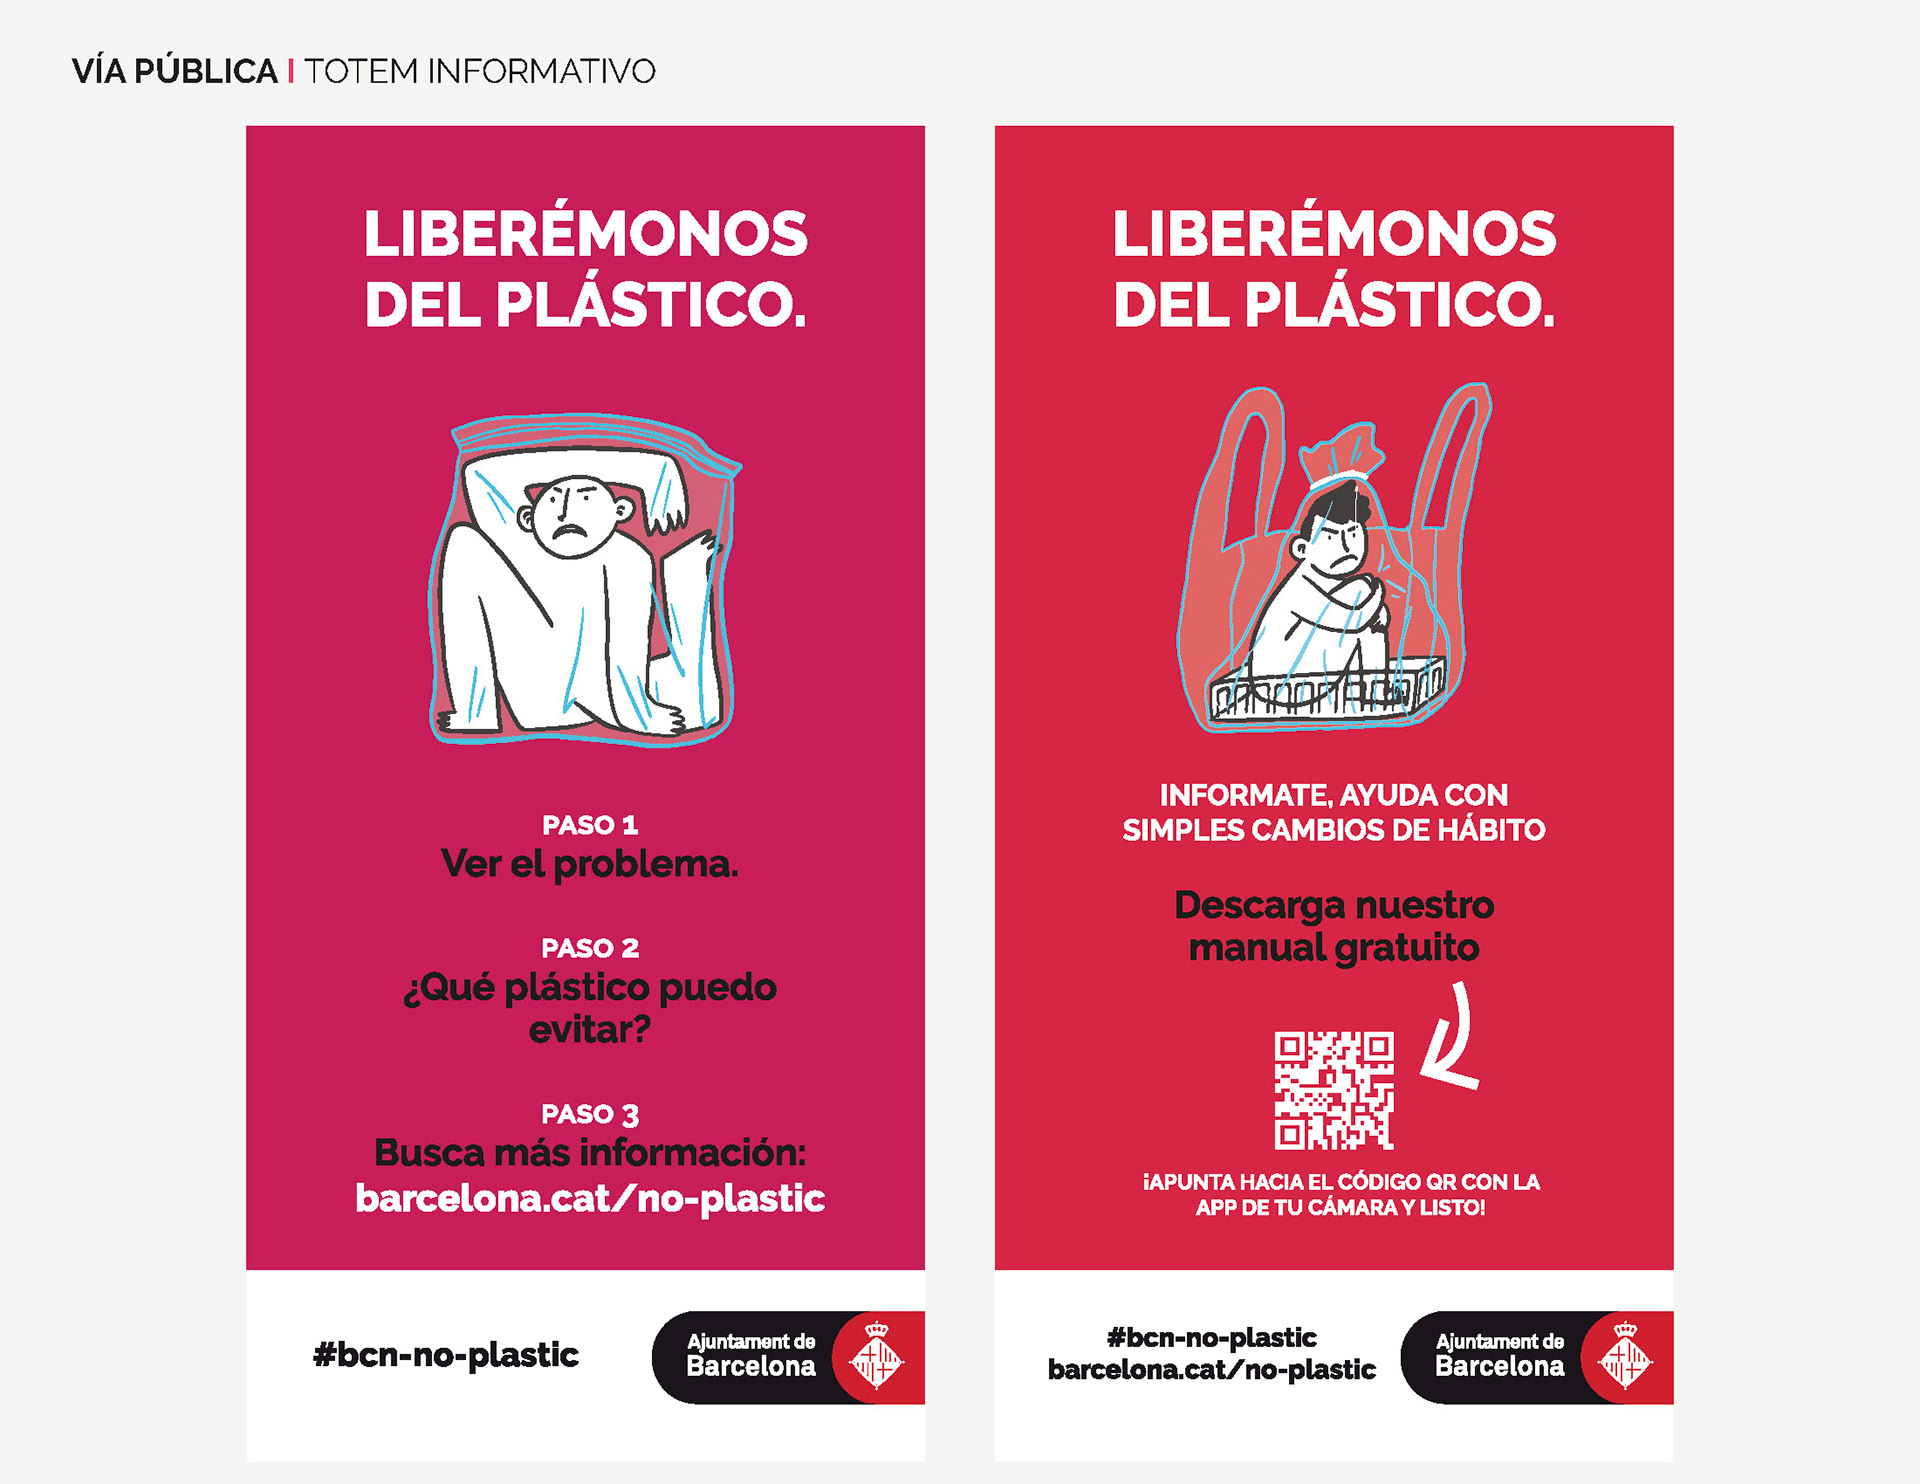 VÍA PÚBLICA | TOTEM INFORMATIVO
LIBERÉMONOS
DEL PLÁSTICO.
PASO 1
Ver el problema.
PASO 2
¿Qué plástico puedo
evitar?
PASO 3
Busca más información:
barcelona.cat/no-plastic
#bcn-no-plastic
Ajuntament de
Barcelona
LIBERÉMONOS
DEL PLÁSTICO.
INFORMATE, AYUDA CON
SIMPLES CAMBIOS DE HÁBITO
Descarga nuestro
manual gratuito
¡APUNTA HACIA EL CÓDIGO QR CON LA
APP DE TU CÁMARA Y LISTO!
#bcn-no-plastic
barcelona.cat/no-plastic
Ajuntament de
Barcelona